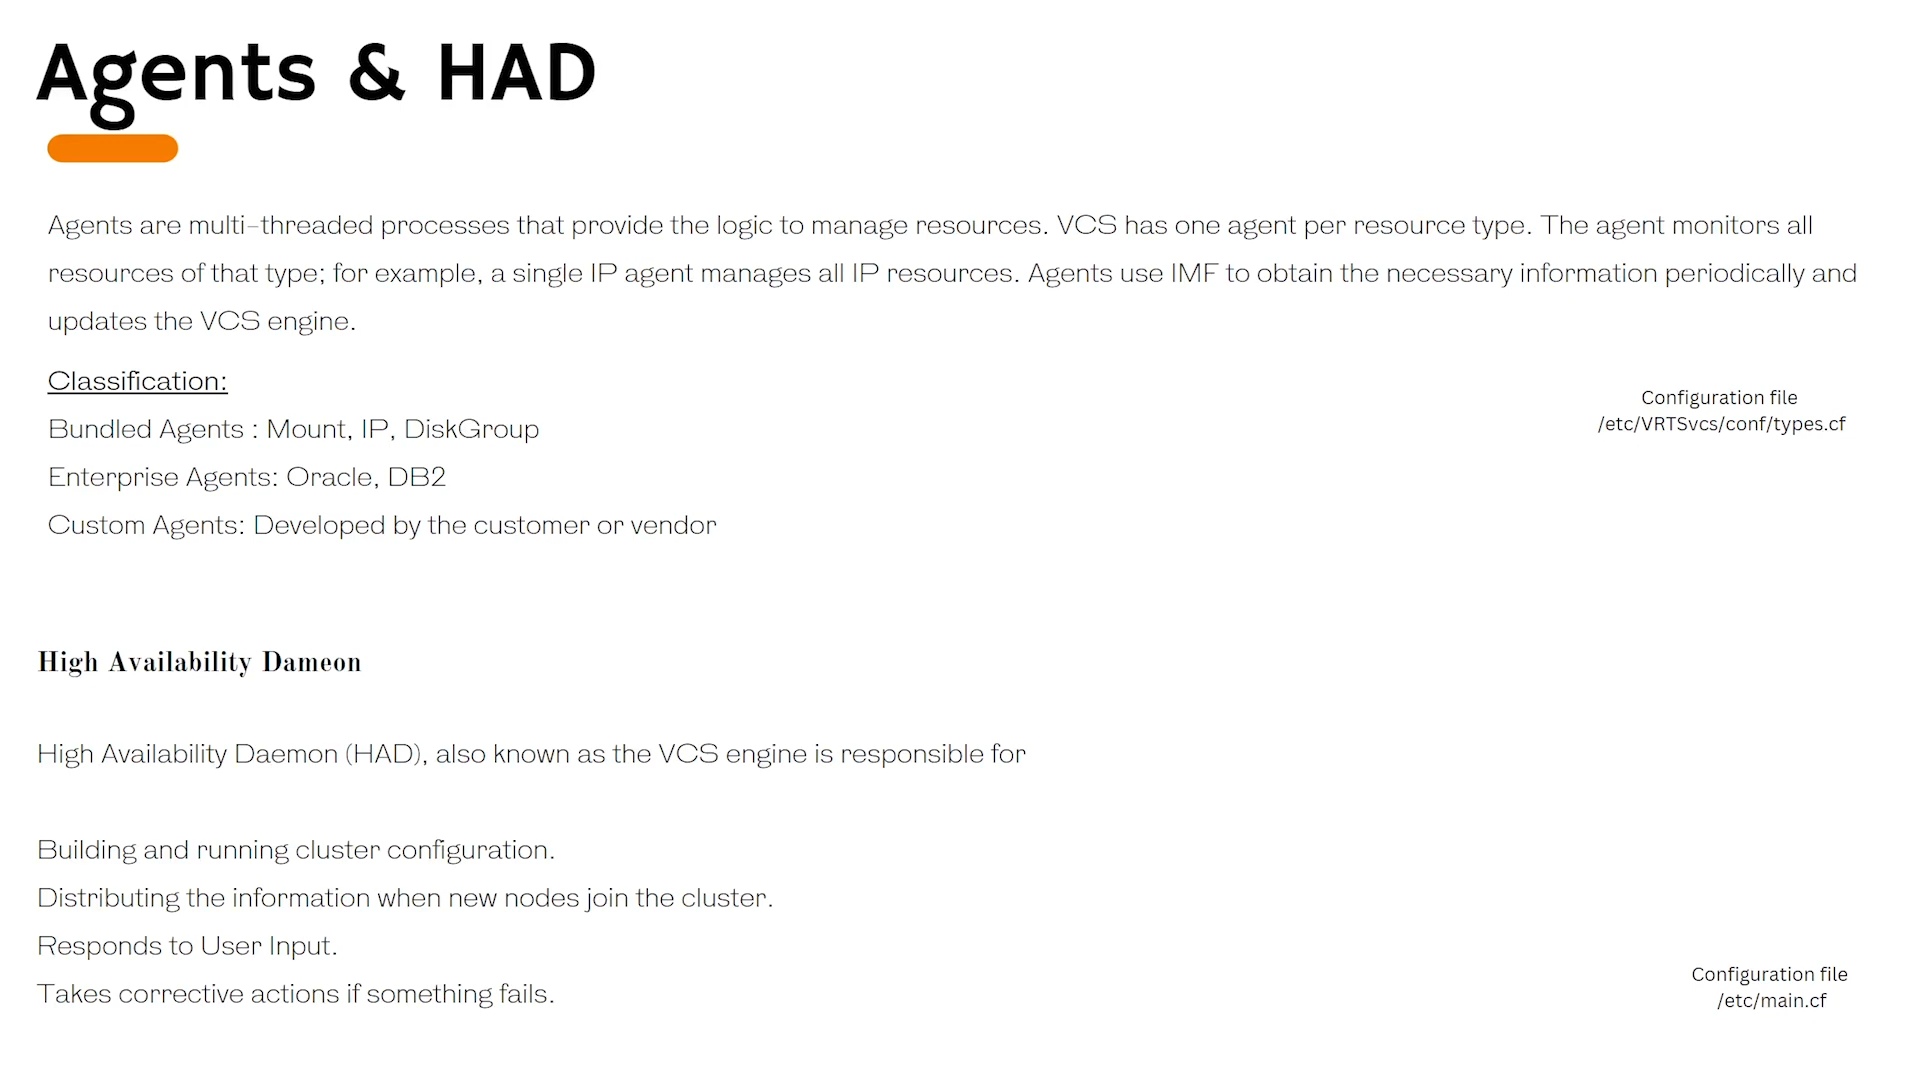 Agents & HAD
Agents are multi-threaded processes that provide the logic to manage resources. VCS has one agent per resource type. The agent monitors all
resources of that type; for example, a single IP agent manages all IP resources. Agents use IMF to obtain the necessary information periodically and
updates the VCS engine.
Classification:
Bundled Agents : Mount, IP, DiskGroup
Enterprise Agents: Oracle, DB2
Custom Agents: Developed by the customer or vendor
Configuration file
/etc/VRTSvcs/conf/types.cf
High Availability Dameon
High Availability Daemon (HAD), also known as the VCS engine is responsible for
Building and running cluster configuration.
Distributing the information when new nodes join the cluster.
Responds to User Input.
Takes corrective actions if something fails.
Configuration file
/etc/main.cf